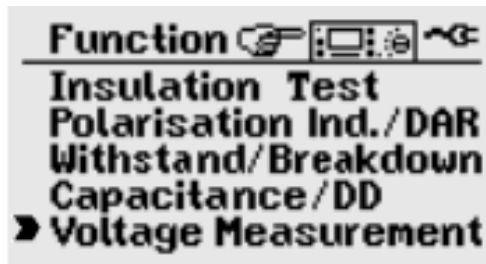 Function
Insulation Test
Polarisation Ind./DAR
Withstand/Breakdown
Capacitance/DD
Voltage Measurement